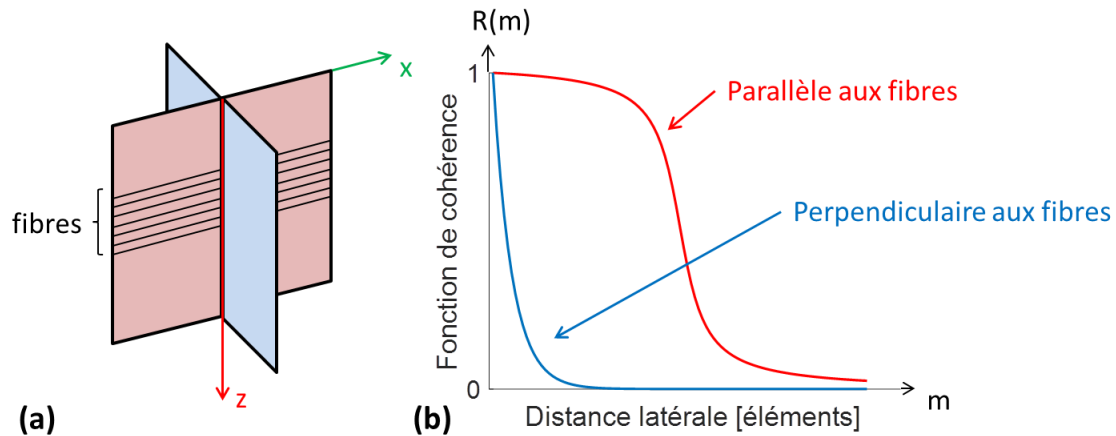 x
fibres
z
(a)
R(m)
1
Fonction de cohérence
0
Parallèle aux fibres
Perpendiculaire aux fibres
m
Distance latérale [éléments]
(b)